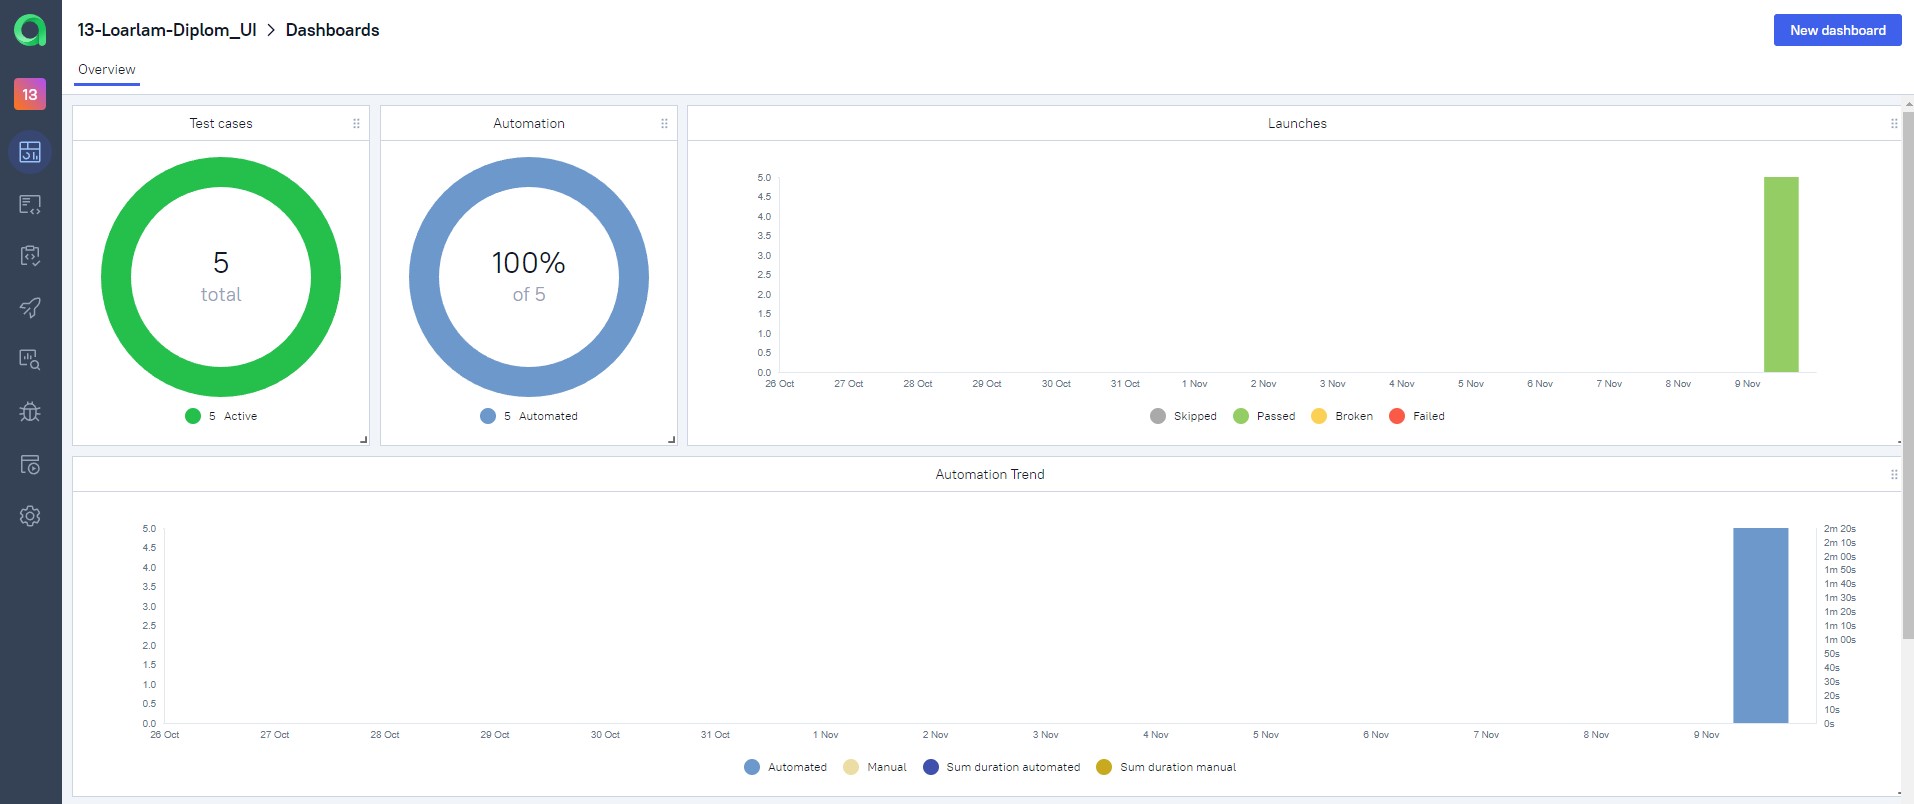 13-Loarlam-Diplom_UI > Dashboards
New dashboard
Overview
13
Test cases
5
total
5 Active
Automation
100%
of 5
5 Automated
Launches
5.0
4.5
4.0
3.5
3.0
2.5
2.0
1.5
1.0
0.5
0.0
26 Oct 27 Oct 28 Oct 29 Oct 30 Oct 31 Oct 1 Nov 2 Nov 3 Nov 4 Nov 5 Nov 6 Nov 7 Nov 8 Nov 9 Nov
Skipped Passed Broken Failed
Automation Trend
5.0
4.5
4.0
3.5
3.0
2.5
2.0
1.5
1.0
0.5
0.0
2m 20s
2m 10s
2m 00s
1m 50s
1m 40s
1m 30s
1m 20s
1m 10s
1m 00s
50s
40s
30s
20s
10s
0s
26 Oct 27 Oct 28 Oct 29 Oct 30 Oct 31 Oct 1 Nov 2 Nov 3 Nov 4 Nov 5 Nov 6 Nov 7 Nov 8 Nov 9 Nov
Automated Manual Sum duration automated Sum duration manual